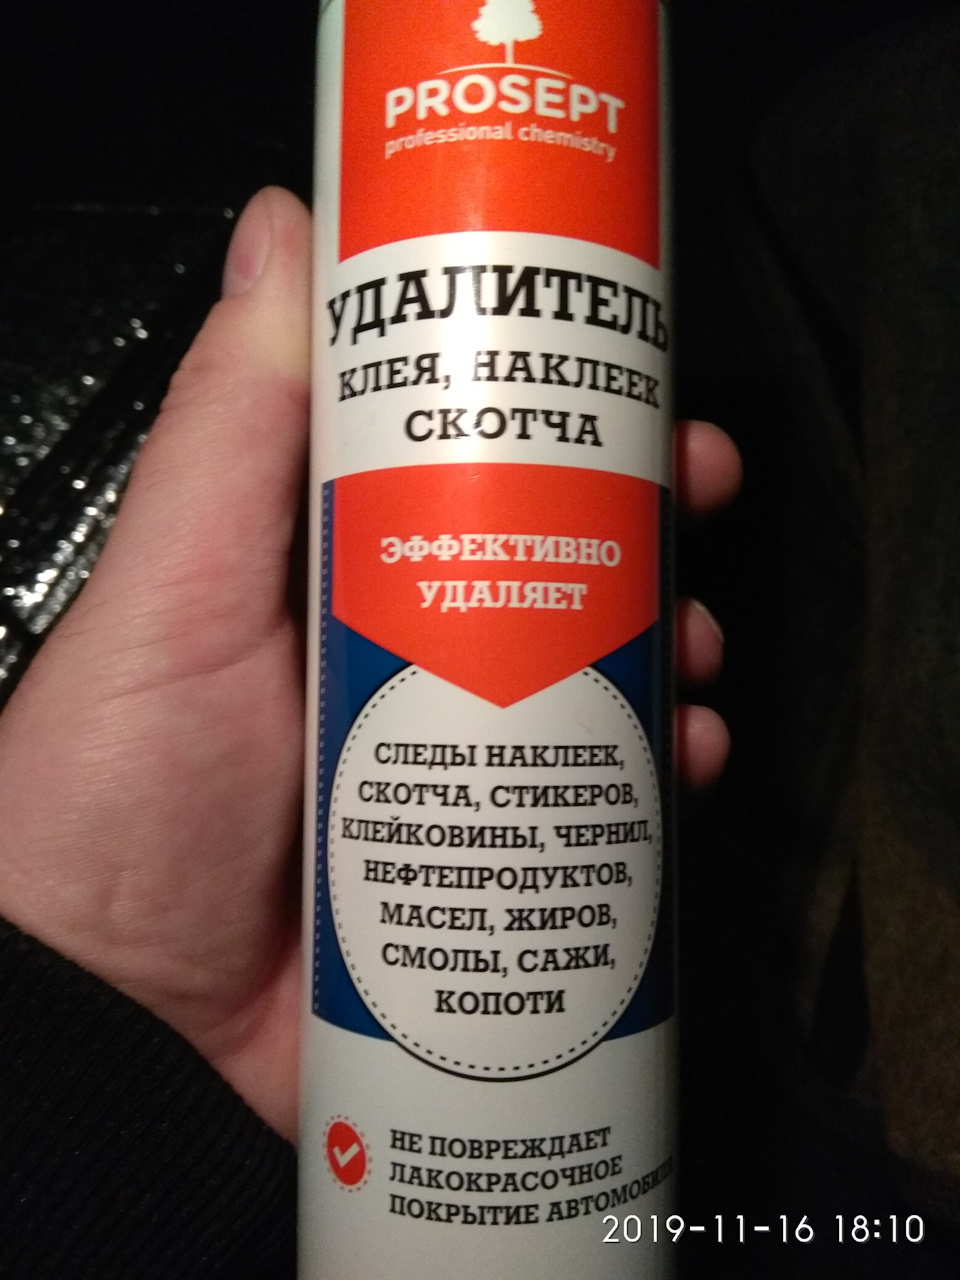 PROSEPT
professional chemistry
УДАЛИТЕЛЬ
КЛЕЯ, НАКЛЕЕК
СКОТЧА
ЭФФЕКТИВНО
УДАЛЯЕТ
СЛЕДЫ НАКЛЕЕК,
СКОТЧА, СТИКЕРОВ,
КЛЕЙКОВИНЫ, ЧЕРНИЛ,
НЕФТЕПРОДУКТОВ,
МАСЕЛ, ЖИРОВ,
СМОЛЫ, САЖИ,
КОПОТИ
НЕ ПОВРЕЖДАЕТ
ЛАКОКРАСОЧНОЕ
ПОКРЫТИЕ АВТОМОБИЛЯ
2019-11-16 18:10